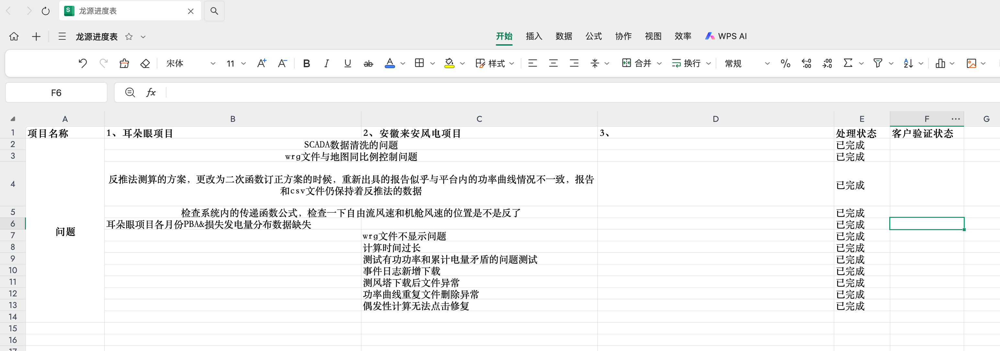 龙源进度表
龙源进度表
开始 插入 数据 公式 协作 视图 效率 WPS AI
宋体 11 A+ A- B I U ab A 样式 合并 换行 常规 %
F6 fx
A B C D E F ... G
1 项目名称 1、耳朵眼项目 2、安徽来安风电项目 3、 处理状态 客户验证状态
2 SCADA数据清洗的问题 已完成
3 wrg文件与地图同比例控制问题 已完成
4 反推法测算的方案，更改为二次函数订正方案的时候，重新出具的报告似乎与平台内的功率曲线情况不一致，报告 已完成
和csv文件仍保持着反推法的数据
5 检查系统内的传递函数公式，检查一下自由流风速和机舱风速的位置是不是反了 已完成
6 问题 耳朵眼项目各月份PBA&损失发电量分布数据缺失 已完成
7 wrg文件不显示问题 已完成
8 计算时间过长 已完成
9 测试有功功率和累计电量矛盾的问题测试 已完成
10 事件日志新增下载 已完成
11 测风塔下载后文件异常 已完成
12 功率曲线重复文件删除异常 已完成
13 偶发性计算无法点击修复 已完成
14
15
16
17